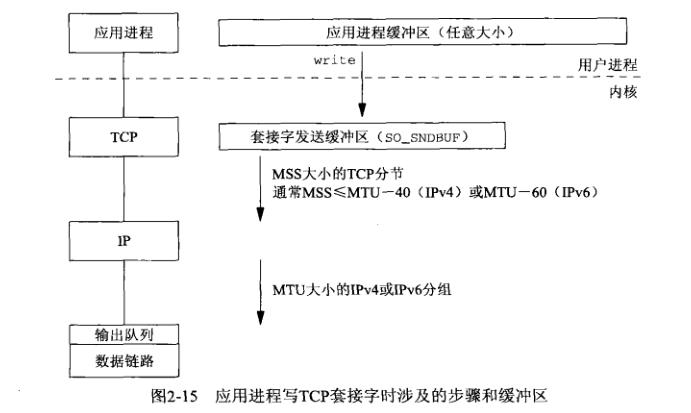 应用进程
应用进程缓冲区（任意大小）
write
用户进程
内核
TCP
套接字发送缓冲区（SO_SNDBUF）
MSS大小的TCP分节
通常MSS≤MTU－40（IPv4）或MTU－60（IPv6）
IP
MTU大小的IPv4或IPv6分组
输出队列
数据链路
图2-15 应用进程写TCP套接字时涉及的步骤和缓冲区